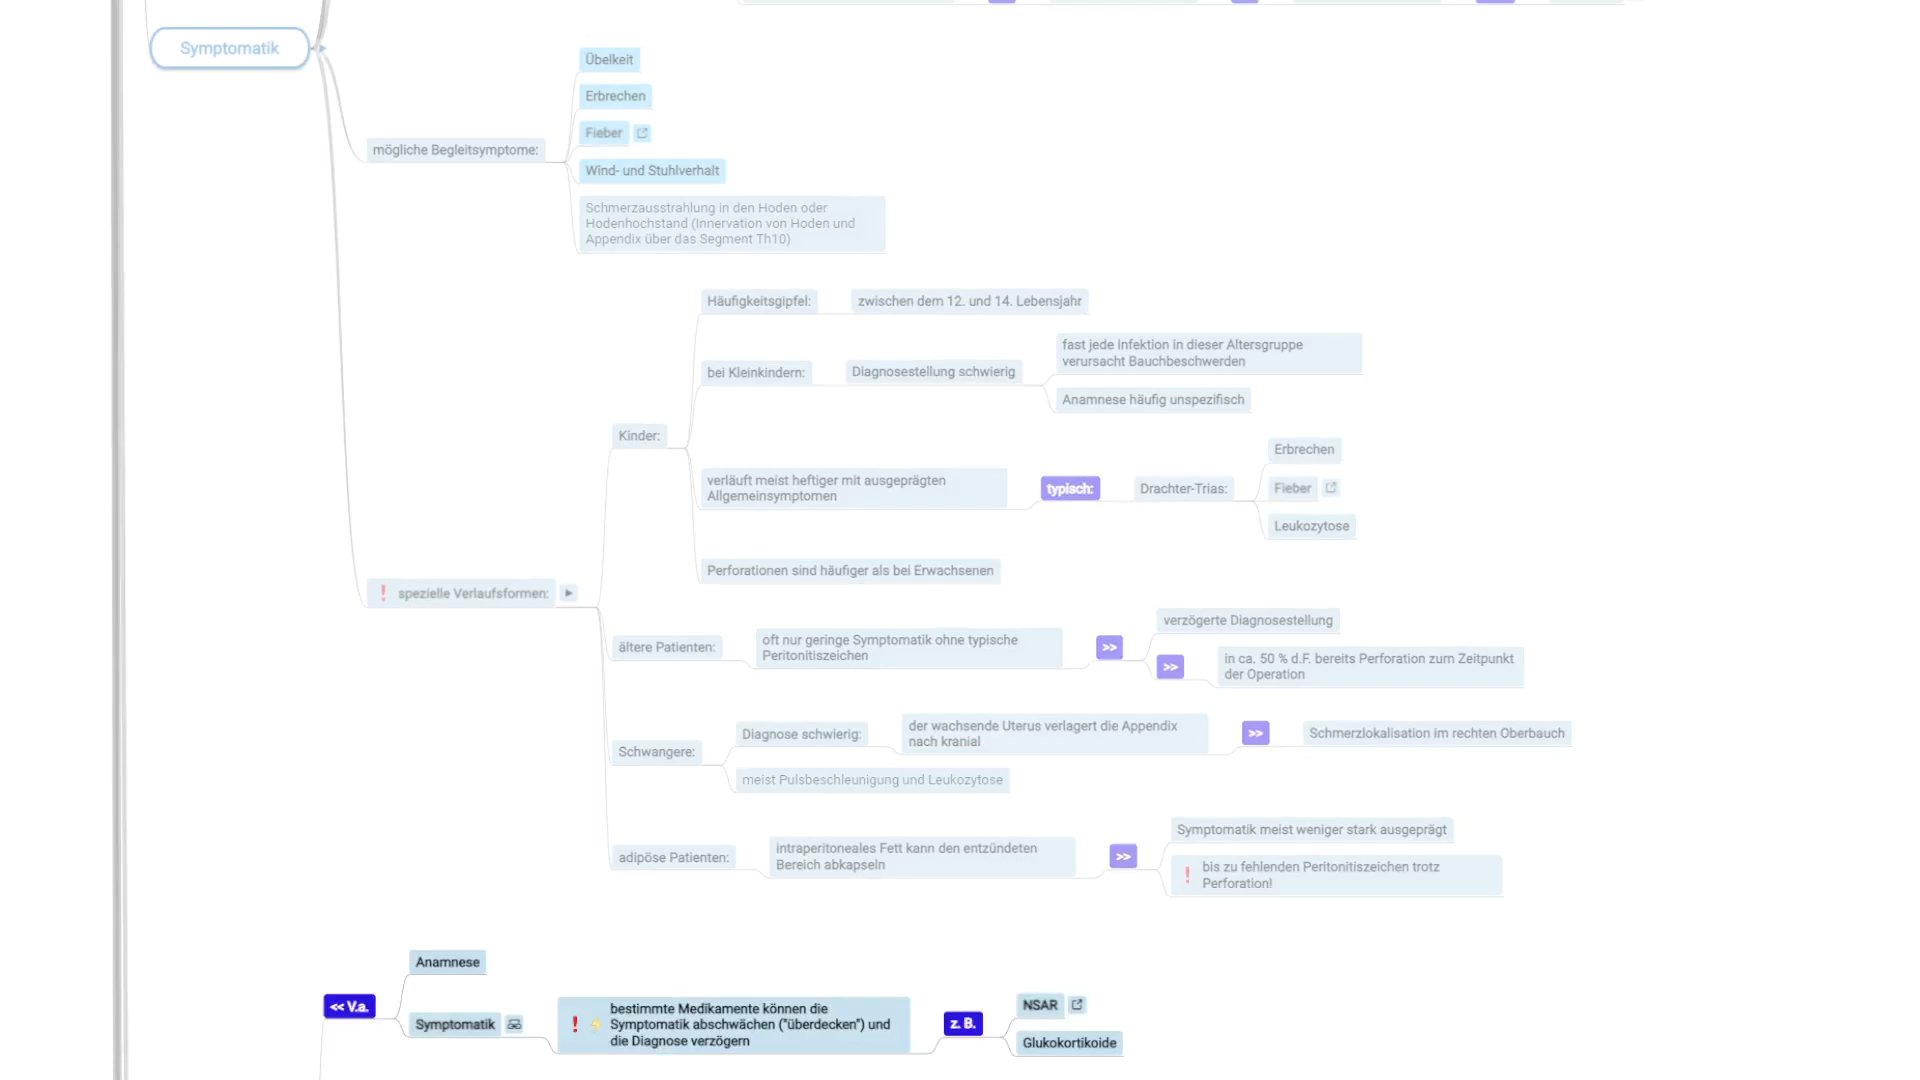 Symptomatik
mögliche Begleitsymptome:
Übelkeit
Erbrechen
Fieber
Wind- und Stuhlverhalt
Schmerzausstrahlung in den Hoden oder
Hodenhochstand (Innervation von Hoden und
Appendix über das Segment Th10)
spezielle Verlaufsformen:
Kinder:
Häufigkeitsgipfel:
zwischen dem 12. und 14. Lebensjahr
bei Kleinkindern:
Diagnosestellung schwierig
fast jede Infektion in dieser Altersgruppe
verursacht Bauchbeschwerden
Anamnese häufig unspezifisch
verläuft meist heftiger mit ausgeprägten
Allgemeinsymptomen
typisch:
Drachter-Trias:
Erbrechen
Fieber
Leukozytose
Perforationen sind häufiger als bei Erwachsenen
ältere Patienten:
oft nur geringe Symptomatik ohne typische
Peritonitiszeichen
>>
verzögerte Diagnosestellung
>>
in ca. 50 % d.F. bereits Perforation zum Zeitpunkt
der Operation
Schwangere:
Diagnose schwierig:
der wachsende Uterus verlagert die Appendix
nach kranial
>>
Schmerzlokalisation im rechten Oberbauch
meist Pulsbeschleunigung und Leukozytose
adipöse Patienten:
intraperitoneales Fett kann den entzündeten
Bereich abkapseln
>>
Symptomatik meist weniger stark ausgeprägt
bis zu fehlenden Peritonitiszeichen trotz
Perforation!
<< V.a.
Anamnese
Symptomatik
bestimmte Medikamente können die
Symptomatik abschwächen ("überdecken") und
die Diagnose verzögern
z. B.
NSAR
Glukokortikoide